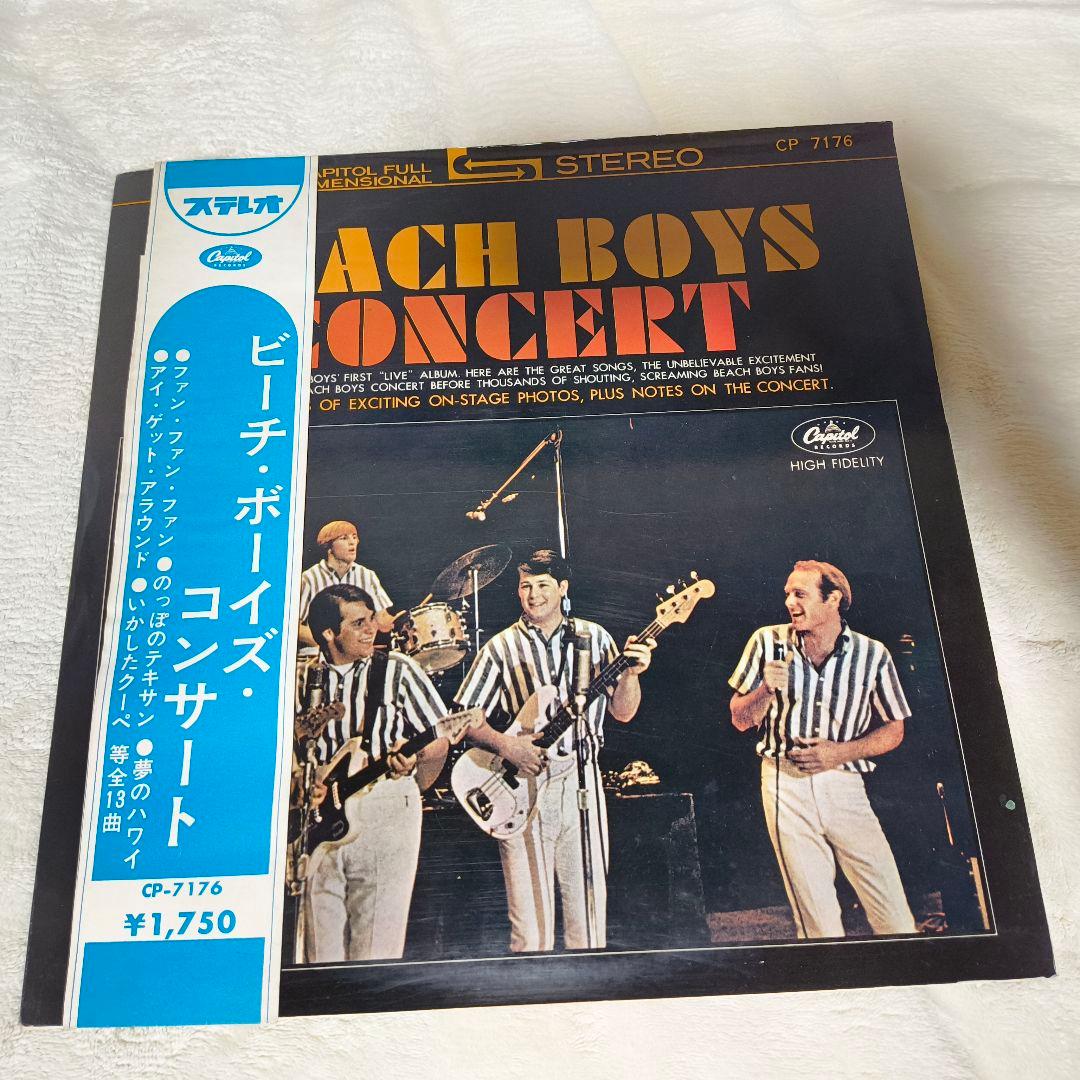 CAPITOL FULL
DIMENSIONAL
STEREO
CP 7176
EACH BOYS
CONCERT
BOYS' FIRST "LIVE" ALBUM. HERE ARE THE GREAT SONGS, THE UNBELIEVABLE EXCITEMENT
BEACH BOYS CONCERT BEFORE THOUSANDS OF SHOUTING, SCREAMING BEACH BOYS FANS!
OF EXCITING ON-STAGE PHOTOS, PLUS NOTES ON THE CONCERT.
Capitol
RECORDS
HIGH FIDELITY
ステレオ
Capitol
RECORDS
ビーチ・ボーイズ・
コンサート
●ファン・ファン・ファン ●のっぽのテキサン ●夢のハワイ
●アイ・ゲット・アラウンド ●いかしたクーペ 等全13曲
CP-7176
¥1,750